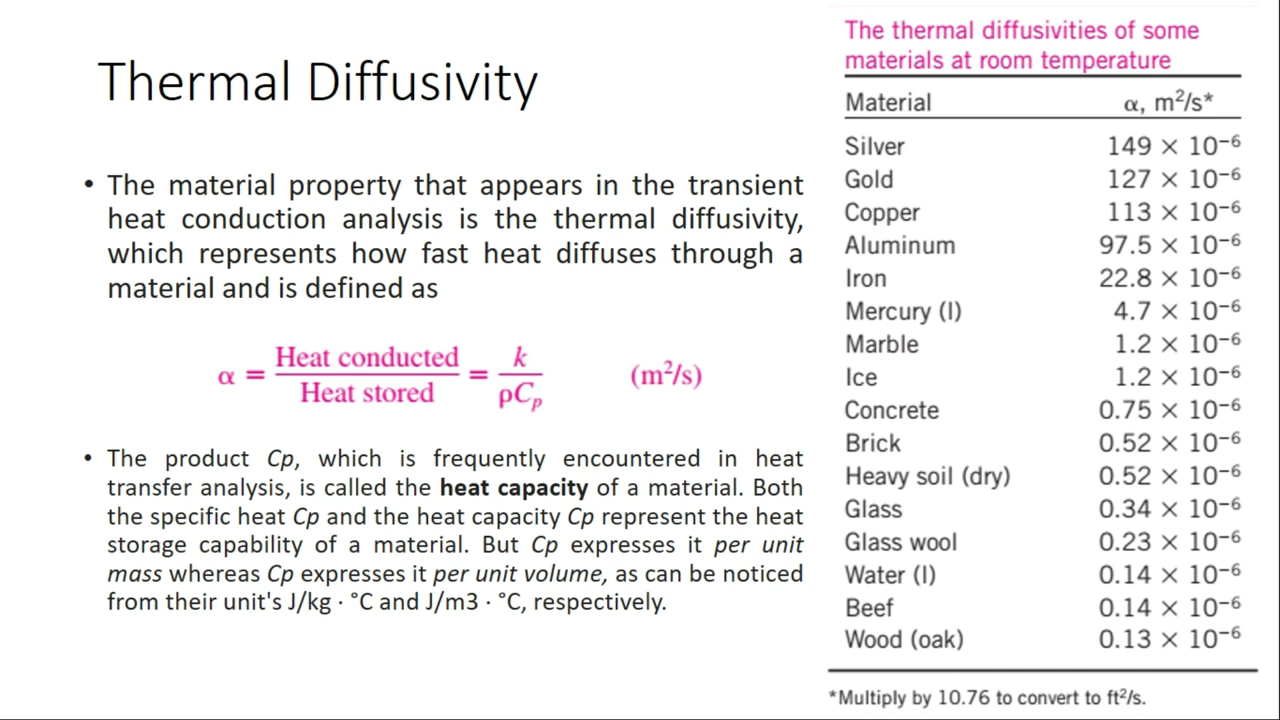 Thermal Diffusivity
• The material property that appears in the transient
heat conduction analysis is the thermal diffusivity,
which represents how fast heat diffuses through a
material and is defined as
α = Heat conducted / Heat stored = k / ρCp (m²/s)
• The product Cp, which is frequently encountered in heat
transfer analysis, is called the heat capacity of a material. Both
the specific heat Cp and the heat capacity Cp represent the heat
storage capability of a material. But Cp expresses it per unit
mass whereas Cp expresses it per unit volume, as can be noticed
from their unit's J/kg · °C and J/m3 · °C, respectively.
The thermal diffusivities of some
materials at room temperature
Material α, m²/s*
Silver 149 × 10⁻⁶
Gold 127 × 10⁻⁶
Copper 113 × 10⁻⁶
Aluminum 97.5 × 10⁻⁶
Iron 22.8 × 10⁻⁶
Mercury (l) 4.7 × 10⁻⁶
Marble 1.2 × 10⁻⁶
Ice 1.2 × 10⁻⁶
Concrete 0.75 × 10⁻⁶
Brick 0.52 × 10⁻⁶
Heavy soil (dry) 0.52 × 10⁻⁶
Glass 0.34 × 10⁻⁶
Glass wool 0.23 × 10⁻⁶
Water (l) 0.14 × 10⁻⁶
Beef 0.14 × 10⁻⁶
Wood (oak) 0.13 × 10⁻⁶
*Multiply by 10.76 to convert to ft²/s.